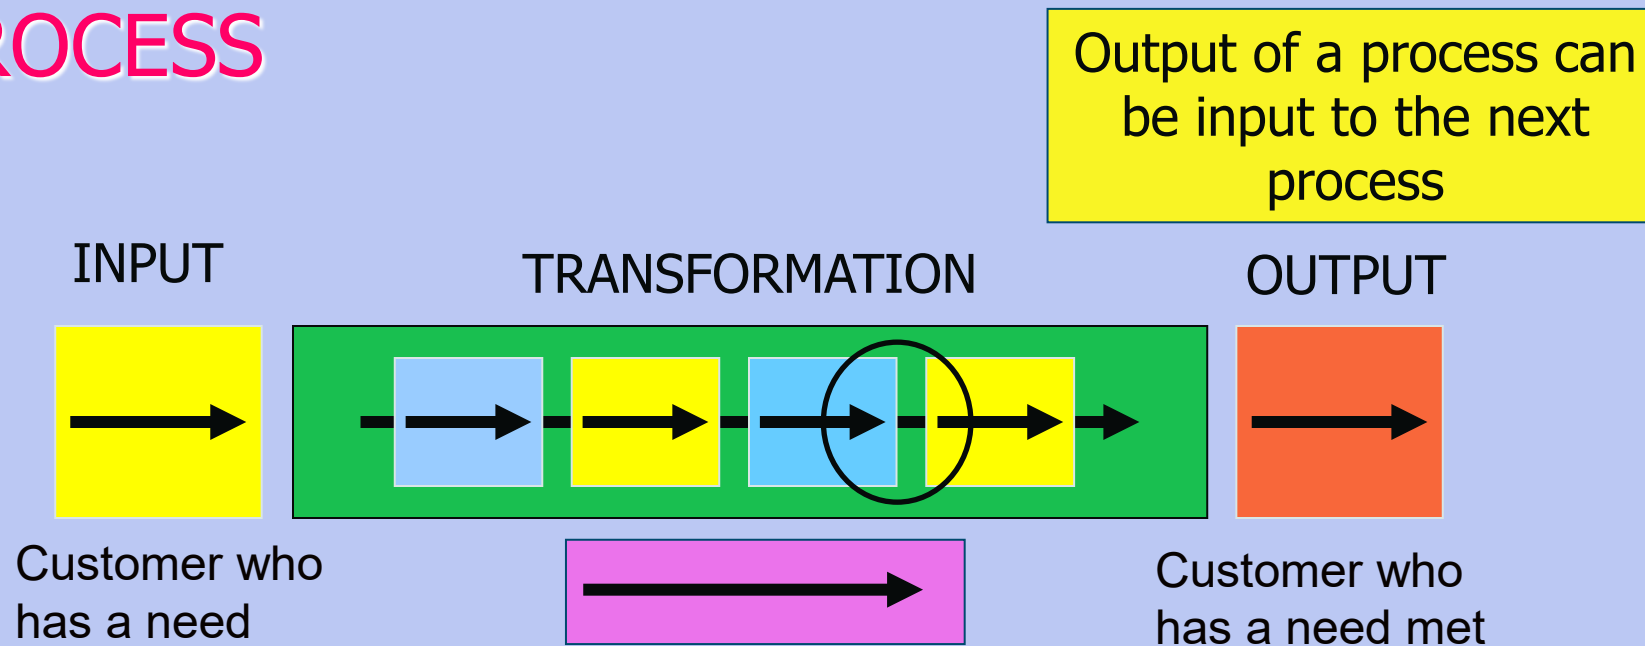 ROCESS
Output of a process can
be input to the next
process
INPUT
TRANSFORMATION
OUTPUT
Customer who
has a need
Customer who
has a need met